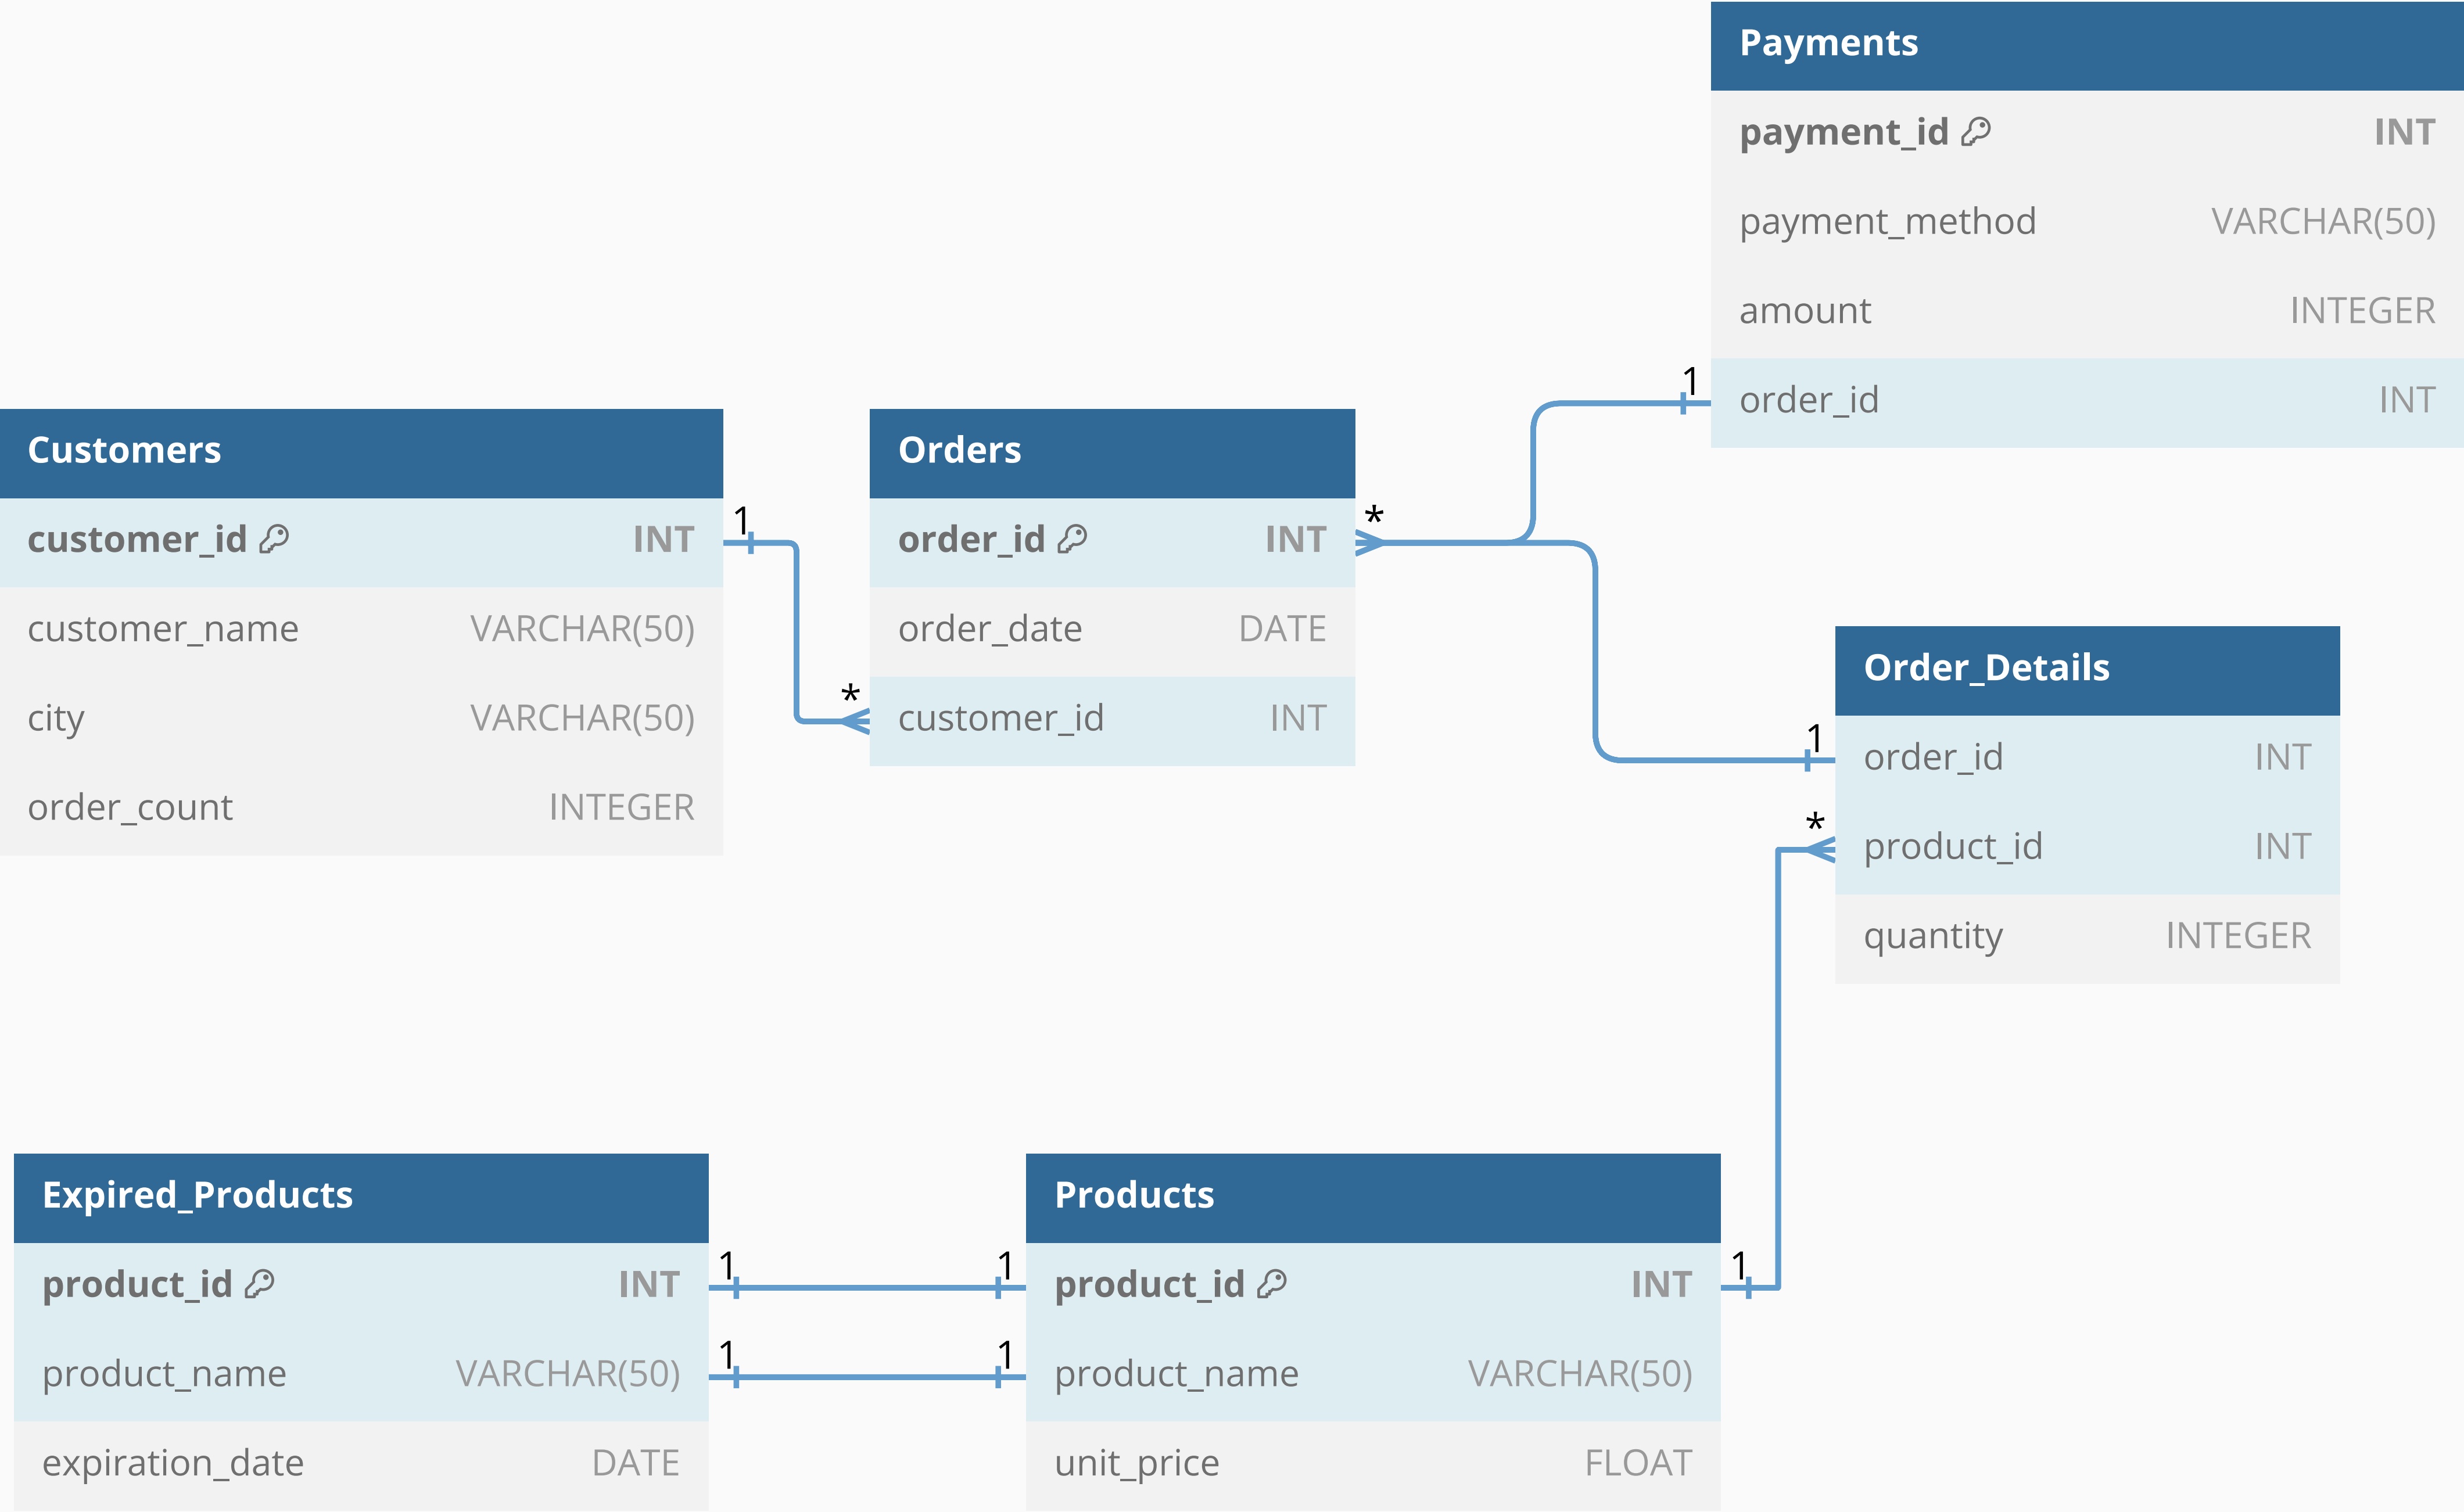 Payments
payment_id INT
payment_method VARCHAR(50)
amount INTEGER
1
order_id INT
Customers
customer_id INT
customer_name VARCHAR(50)
city VARCHAR(50)
order_count INTEGER
1
*
Orders
order_id INT
order_date DATE
customer_id INT
*
Order_Details
1
order_id INT
*
product_id INT
quantity INTEGER
Expired_Products
product_id INT
product_name VARCHAR(50)
expiration_date DATE
1 1
1 1
Products
product_id INT
product_name VARCHAR(50)
unit_price FLOAT
1